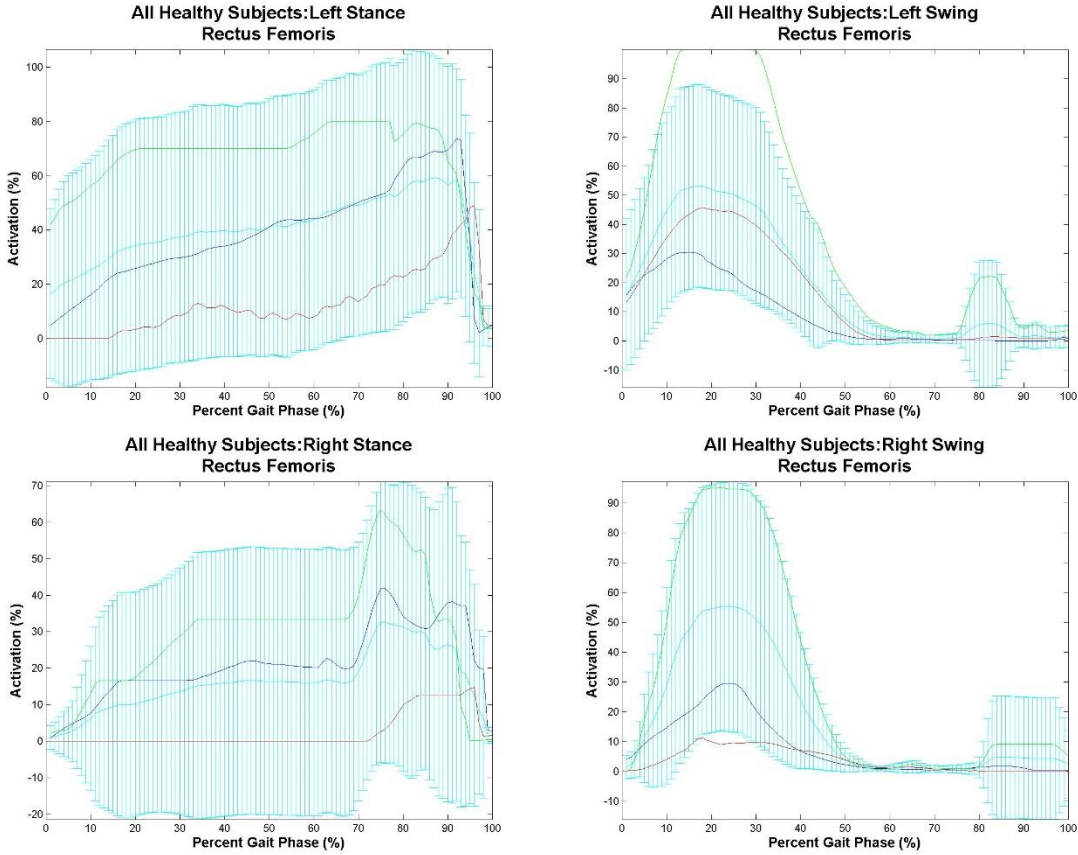 All Healthy Subjects:Left Stance
Rectus Femoris
Activation (%)
100
80
60
40
20
0
0 10 20 30 40 50 60 70 80 90 100
Percent Gait Phase (%)
All Healthy Subjects:Left Swing
Rectus Femoris
Activation (%)
90
80
70
60
50
40
30
20
10
0
-10
0 10 20 30 40 50 60 70 80 90 100
Percent Gait Phase (%)
All Healthy Subjects:Right Stance
Rectus Femoris
Activation (%)
70
60
50
40
30
20
10
0
-10
-20
0 10 20 30 40 50 60 70 80 90 100
Percent Gait Phase (%)
All Healthy Subjects:Right Swing
Rectus Femoris
Activation (%)
90
80
70
60
50
40
30
20
10
0
-10
0 10 20 30 40 50 60 70 80 90 100
Percent Gait Phase (%)